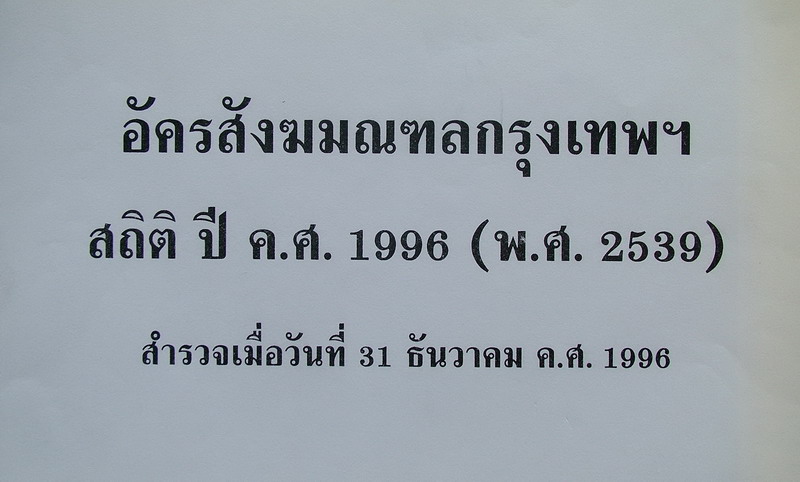 อัครสังฆมณฑลกรุงเทพฯ
สถิติ ปี ค.ศ. 1996 (พ.ศ. 2539)
สำรวจเมื่อวันที่ 31 ธันวาคม ค.ศ. 1996